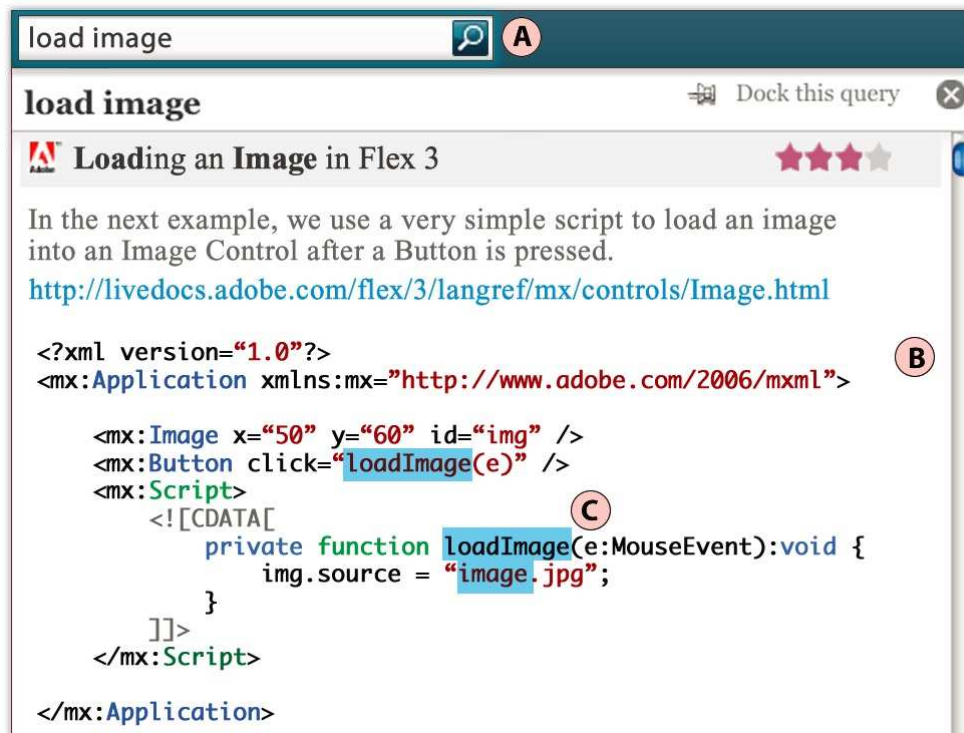 load image
A
load image
Dock this query
Adobe Loading an Image in Flex 3
In the next example, we use a very simple script to load an image
into an Image Control after a Button is pressed.
http://livedocs.adobe.com/flex/3/langref/mx/controls/Image.html
<?xml version=“1.0”?>
B
<mx:Application xmlns:mx=”http://www.adobe.com/2006/mxml”>
<mx:Image x=“50” y=“60” id=“img” />
<mx:Button click=“loadImage(e)” />
<mx:Script>
<![CDATA[
C
private function loadImage(e:MouseEvent):void {
img.source = “image.jpg”;
}
]]>
</mx:Script>
</mx:Application>